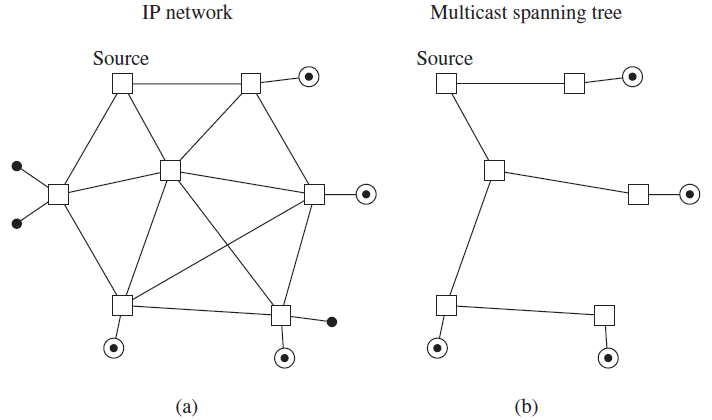 IP network
Multicast spanning tree
Source
Source
(a)
(b)